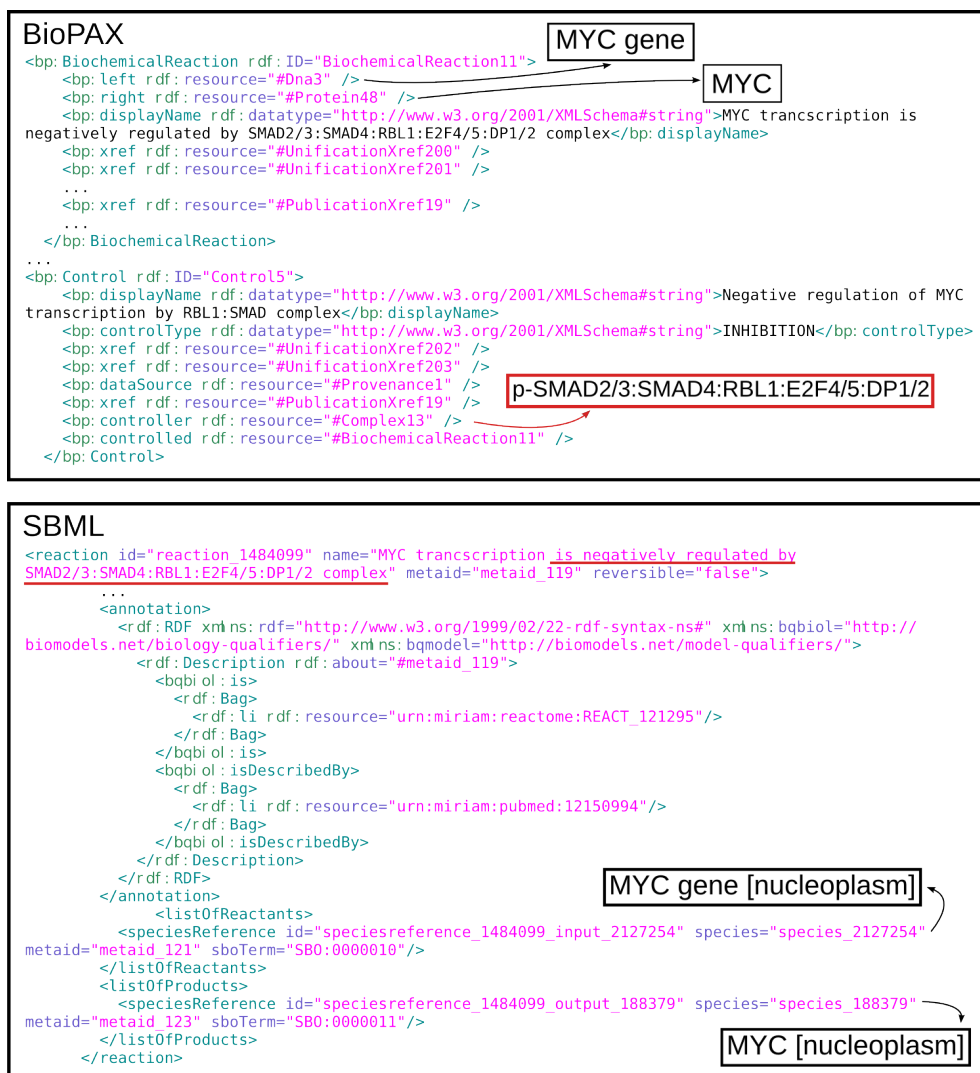 BioPAX
MYC gene
<bp:BiochemicalReaction rdf:ID="BiochemicalReaction11">
<bp:left rdf:resource="#Dna3" />
MYC
<bp:right rdf:resource="#Protein48" />
<bp:displayName rdf:datatype="http://www.w3.org/2001/XMLSchema#string">MYC trancscription is
negatively regulated by SMAD2/3:SMAD4:RBL1:E2F4/5:DP1/2 complex</bp:displayName>
<bp:xref rdf:resource="#UnificationXref200" />
<bp:xref rdf:resource="#UnificationXref201" />
...
<bp:xref rdf:resource="#PublicationXref19" />
...
</bp:BiochemicalReaction>
...
<bp:Control rdf:ID="Control5">
<bp:displayName rdf:datatype="http://www.w3.org/2001/XMLSchema#string">Negative regulation of MYC
transcription by RBL1:SMAD complex</bp:displayName>
<bp:controlType rdf:datatype="http://www.w3.org/2001/XMLSchema#string">INHIBITION</bp:controlType>
<bp:xref rdf:resource="#UnificationXref202" />
<bp:xref rdf:resource="#UnificationXref203" />
<bp:dataSource rdf:resource="#Provenance1" />
p-SMAD2/3:SMAD4:RBL1:E2F4/5:DP1/2
<bp:xref rdf:resource="#PublicationXref19" />
<bp:controller rdf:resource="#Complex13" />
<bp:controlled rdf:resource="#BiochemicalReaction11" />
</bp:Control>
SBML
<reaction id="reaction_1484099" name="MYC trancscription is negatively regulated by
SMAD2/3:SMAD4:RBL1:E2F4/5:DP1/2 complex" metaid="metaid_119" reversible="false">
...
<annotation>
<rdf:RDF xmlns:rdf="http://www.w3.org/1999/02/22-rdf-syntax-ns#" xmlns:bqbiol="http://
biomodels.net/biology-qualifiers/" xmlns:bqmodel="http://biomodels.net/model-qualifiers/">
<rdf:Description rdf:about="#metaid_119">
<bqbiol:is>
<rdf:Bag>
<rdf:li rdf:resource="urn:miriam:reactome:REACT_121295"/>
</rdf:Bag>
</bqbiol:is>
<bqbiol:isDescribedBy>
<rdf:Bag>
<rdf:li rdf:resource="urn:miriam:pubmed:12150994"/>
</rdf:Bag>
</bqbiol:isDescribedBy>
</rdf:Description>
</rdf:RDF>
MYC gene [nucleoplasm]
</annotation>
<listOfReactants>
<speciesReference id="speciesreference_1484099_input_2127254" species="species_2127254"
metaid="metaid_121" sboTerm="SBO:0000010"/>
</listOfReactants>
<listOfProducts>
<speciesReference id="speciesreference_1484099_output_188379" species="species_188379"
metaid="metaid_123" sboTerm="SBO:0000011"/>
</listOfProducts>
MYC [nucleoplasm]
</reaction>